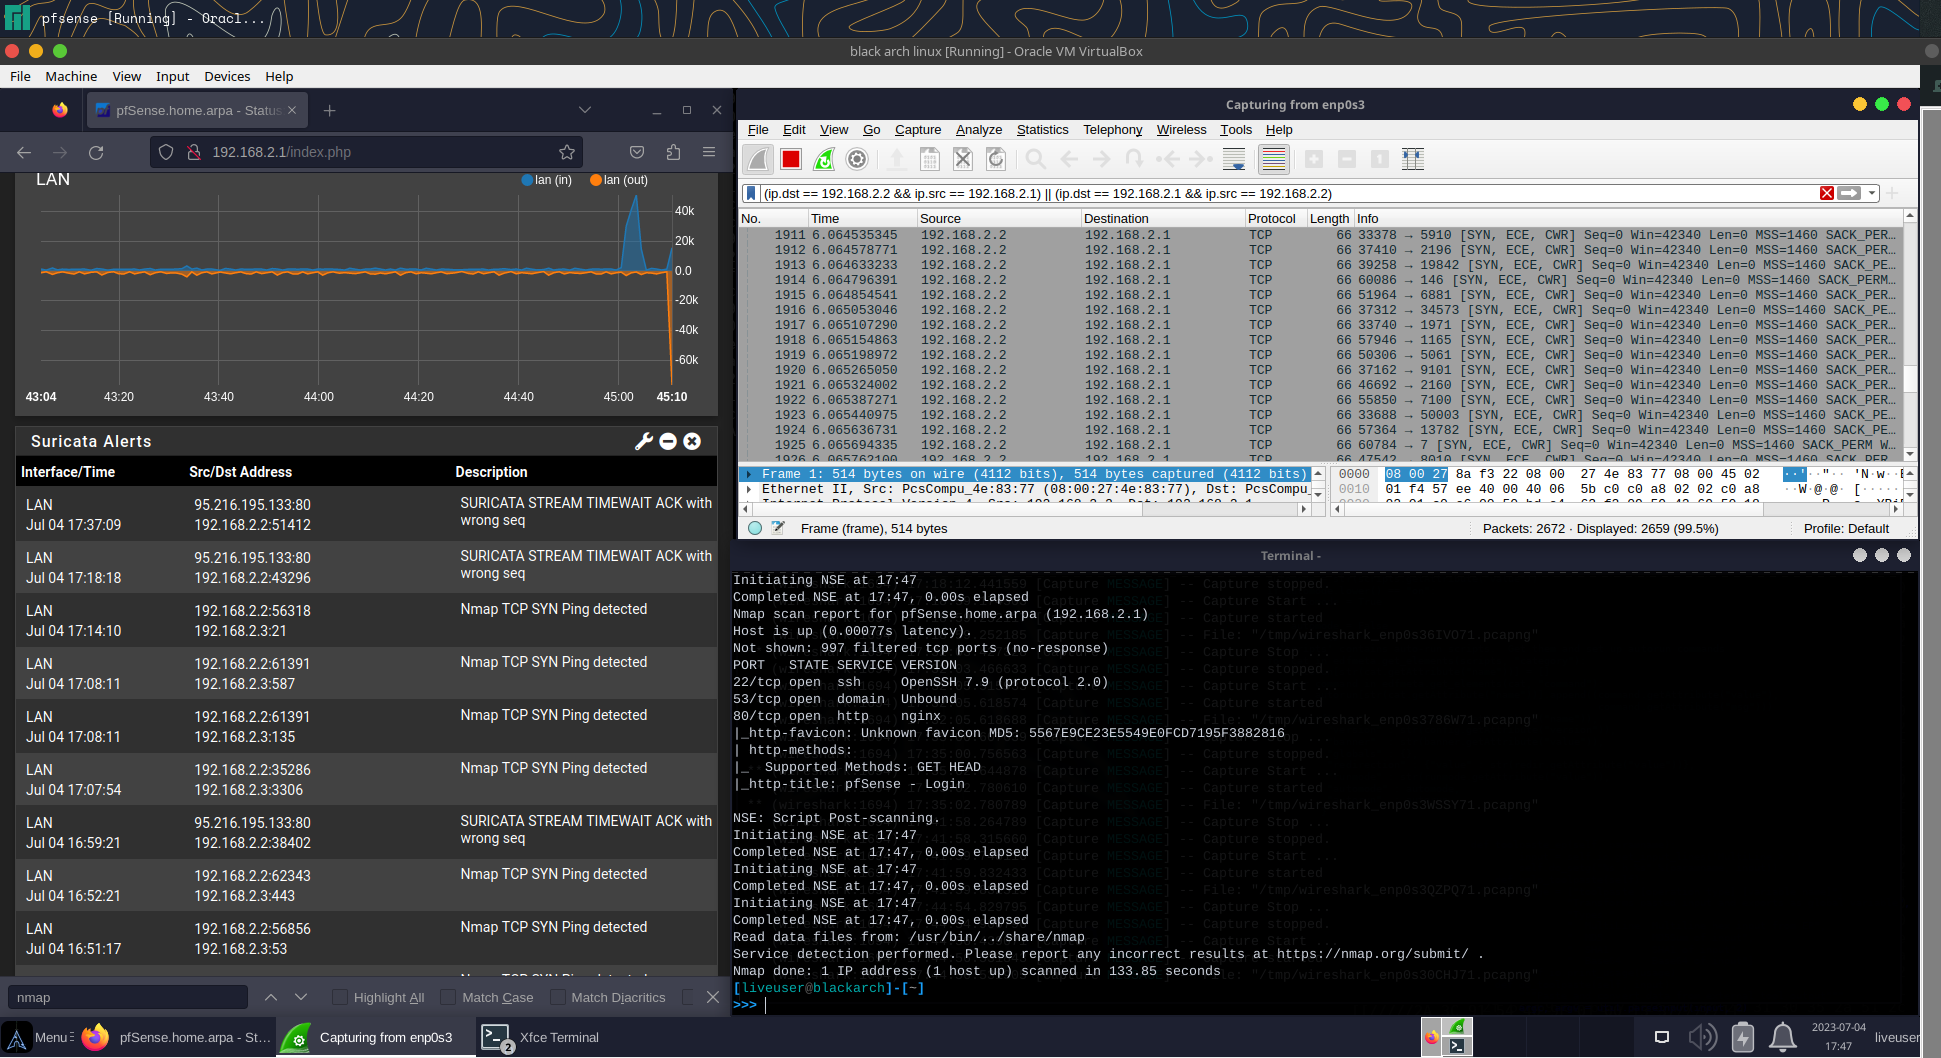 pfsense [Running] - Oracl...
black arch linux [Running] - Oracle VM VirtualBox
File Machine View Input Devices Help
pfSense.home.arpa - Status
192.168.2.1/index.php
LAN
lan (in) lan (out)
40k
20k
0.0
-20k
-40k
-60k
43:04 43:20 43:40 44:00 44:20 44:40 45:00 45:10
Suricata Alerts
Interface/Time Src/Dst Address Description
LAN 95.216.195.133:80 SURICATA STREAM TIMEWAIT ACK with
Jul 04 17:37:09 192.168.2.2:51412 wrong seq
LAN 95.216.195.133:80 SURICATA STREAM TIMEWAIT ACK with
Jul 04 17:18:18 192.168.2.2:43296 wrong seq
LAN 192.168.2.2:56318 Nmap TCP SYN Ping detected
Jul 04 17:14:10 192.168.2.3:21
LAN 192.168.2.2:61391 Nmap TCP SYN Ping detected
Jul 04 17:08:11 192.168.2.3:587
LAN 192.168.2.2:61391 Nmap TCP SYN Ping detected
Jul 04 17:08:11 192.168.2.3:135
LAN 192.168.2.2:35286 Nmap TCP SYN Ping detected
Jul 04 17:07:54 192.168.2.3:3306
LAN 95.216.195.133:80 SURICATA STREAM TIMEWAIT ACK with
Jul 04 16:59:21 192.168.2.2:38402 wrong seq
LAN 192.168.2.2:62343 Nmap TCP SYN Ping detected
Jul 04 16:52:21 192.168.2.3:443
LAN 192.168.2.2:56856 Nmap TCP SYN Ping detected
Jul 04 16:51:17 192.168.2.3:53
nmap Highlight All Match Case Match Diacritics
Capturing from enp0s3
File Edit View Go Capture Analyze Statistics Telephony Wireless Tools Help
(ip.dst == 192.168.2.2 && ip.src == 192.168.2.1) || (ip.dst == 192.168.2.1 && ip.src == 192.168.2.2)
No. Time Source Destination Protocol Length Info
1911 6.064535345 192.168.2.2 192.168.2.1 TCP 66 33378 → 5910 [SYN, ECE, CWR] Seq=0 Win=42340 Len=0 MSS=1460 SACK_PER…
1912 6.064578771 192.168.2.2 192.168.2.1 TCP 66 37410 → 2196 [SYN, ECE, CWR] Seq=0 Win=42340 Len=0 MSS=1460 SACK_PER…
1913 6.064633233 192.168.2.2 192.168.2.1 TCP 66 39258 → 19842 [SYN, ECE, CWR] Seq=0 Win=42340 Len=0 MSS=1460 SACK_PE…
1914 6.064796391 192.168.2.2 192.168.2.1 TCP 66 60086 → 146 [SYN, ECE, CWR] Seq=0 Win=42340 Len=0 MSS=1460 SACK_PERM…
1915 6.064854541 192.168.2.2 192.168.2.1 TCP 66 51964 → 6881 [SYN, ECE, CWR] Seq=0 Win=42340 Len=0 MSS=1460 SACK_PER…
1916 6.065053046 192.168.2.2 192.168.2.1 TCP 66 37312 → 34573 [SYN, ECE, CWR] Seq=0 Win=42340 Len=0 MSS=1460 SACK_PE…
1917 6.065107290 192.168.2.2 192.168.2.1 TCP 66 33740 → 1971 [SYN, ECE, CWR] Seq=0 Win=42340 Len=0 MSS=1460 SACK_PER…
1918 6.065154863 192.168.2.2 192.168.2.1 TCP 66 57946 → 1165 [SYN, ECE, CWR] Seq=0 Win=42340 Len=0 MSS=1460 SACK_PER…
1919 6.065198972 192.168.2.2 192.168.2.1 TCP 66 50306 → 5061 [SYN, ECE, CWR] Seq=0 Win=42340 Len=0 MSS=1460 SACK_PER…
1920 6.065265050 192.168.2.2 192.168.2.1 TCP 66 37162 → 9101 [SYN, ECE, CWR] Seq=0 Win=42340 Len=0 MSS=1460 SACK_PER…
1921 6.065324002 192.168.2.2 192.168.2.1 TCP 66 46692 → 2160 [SYN, ECE, CWR] Seq=0 Win=42340 Len=0 MSS=1460 SACK_PER…
1922 6.065387271 192.168.2.2 192.168.2.1 TCP 66 55850 → 7100 [SYN, ECE, CWR] Seq=0 Win=42340 Len=0 MSS=1460 SACK_PER…
1923 6.065440975 192.168.2.2 192.168.2.1 TCP 66 33688 → 50003 [SYN, ECE, CWR] Seq=0 Win=42340 Len=0 MSS=1460 SACK_PE…
1924 6.065636731 192.168.2.2 192.168.2.1 TCP 66 57364 → 13782 [SYN, ECE, CWR] Seq=0 Win=42340 Len=0 MSS=1460 SACK_PE…
1925 6.065694335 192.168.2.2 192.168.2.1 TCP 66 60784 → 7 [SYN, ECE, CWR] Seq=0 Win=42340 Len=0 MSS=1460 SACK_PERM W…
1926 6.065762100 192.168.2.2 192.168.2.1 TCP 66 47542 → 8010 [SYN, ECE, CWR] Seq=0 Win=42340 Len=0 MSS=1460 SACK_PER…
Frame 1: 514 bytes on wire (4112 bits), 514 bytes captured (4112 bits)
Ethernet II, Src: PcsCompu_4e:83:77 (08:00:27:4e:83:77), Dst: PcsCompu_
0000 08 00 27 8a f3 22 08 00 27 4e 83 77 08 00 45 02
0010 01 f4 57 ee 40 00 40 06 5b c0 c0 a8 02 02 c0 a8
Frame (frame), 514 bytes Packets: 2672 · Displayed: 2659 (99.5%) Profile: Default
Terminal -
Initiating NSE at 17:47
Completed NSE at 17:47, 0.00s elapsed
Nmap scan report for pfSense.home.arpa (192.168.2.1)
Host is up (0.00077s latency).
Not shown: 997 filtered tcp ports (no-response)
PORT STATE SERVICE VERSION
22/tcp open ssh OpenSSH 7.9 (protocol 2.0)
53/tcp open domain Unbound
80/tcp open http nginx
|_http-favicon: Unknown favicon MD5: 5567E9CE23E5549E0FCD7195F3882816
| http-methods:
|_ Supported Methods: GET HEAD
|_http-title: pfSense - Login
NSE: Script Post-scanning.
Initiating NSE at 17:47
Completed NSE at 17:47, 0.00s elapsed
Initiating NSE at 17:47
Completed NSE at 17:47, 0.00s elapsed
Initiating NSE at 17:47
Completed NSE at 17:47, 0.00s elapsed
Read data files from: /usr/bin/../share/nmap
Service detection performed. Please report any incorrect results at https://nmap.org/submit/ .
Nmap done: 1 IP address (1 host up) scanned in 133.85 seconds
[liveuser@blackarch]-[~]
>>>
Menu pfSense.home.arpa - St... Capturing from enp0s3 2 Xfce Terminal 2023-07-04 liveuser
17:47